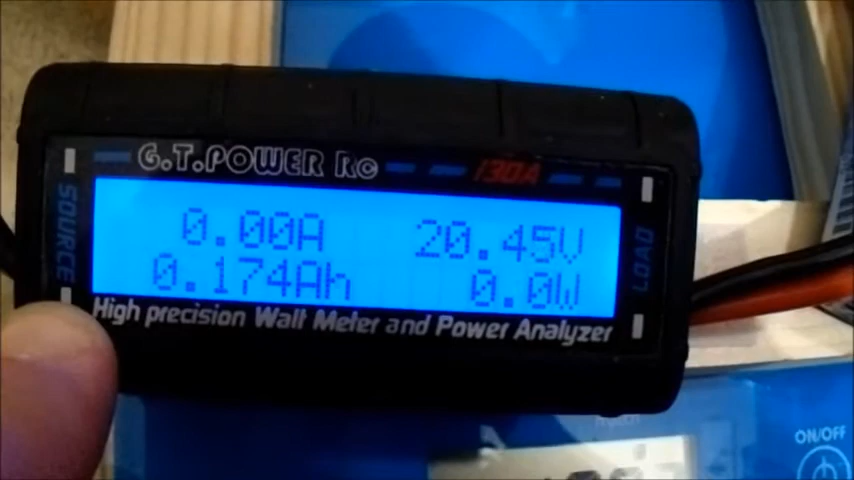 G.T.POWER RC 130A
SOURCE
0.00A 20.45V
0.174Ah 0.0W
LOAD
High precision Watt Meter and Power Analyzer
ON/OFF